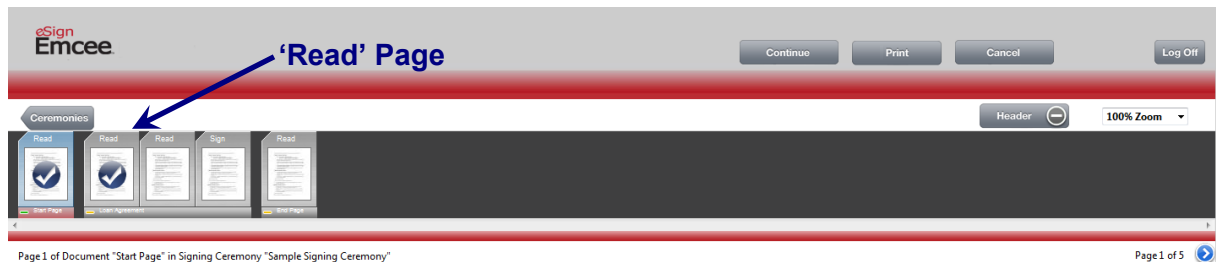 eSign
Emcee
'Read' Page
Continue Print Cancel Log Off
Ceremonies Header 100% Zoom
Read Read Read Sign Read
Start Page Loan Agreement End Page
Page 1 of Document "Start Page" in Signing Ceremony "Sample Signing Ceremony" Page 1 of 5